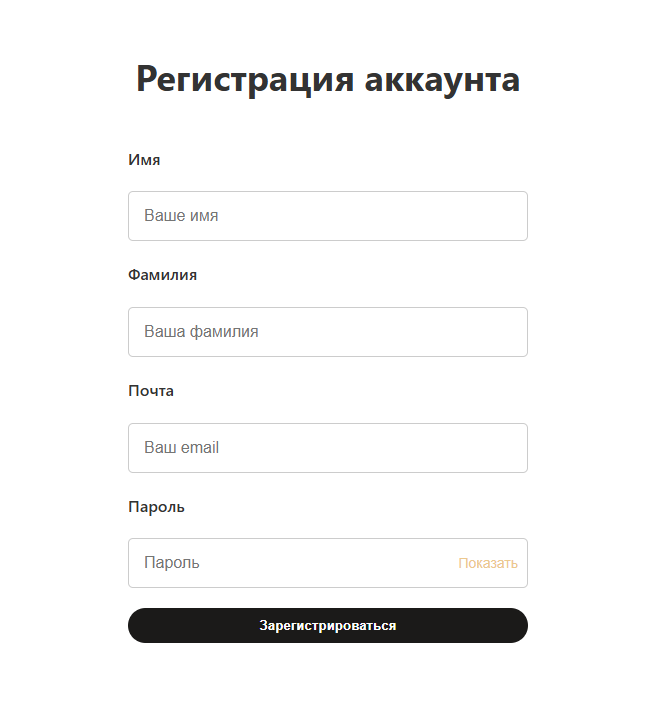 Регистрация аккаунта
Имя
Ваше имя
Фамилия
Ваша фамилия
Почта
Ваш email
Пароль
Пароль Показать
Зарегистрироваться